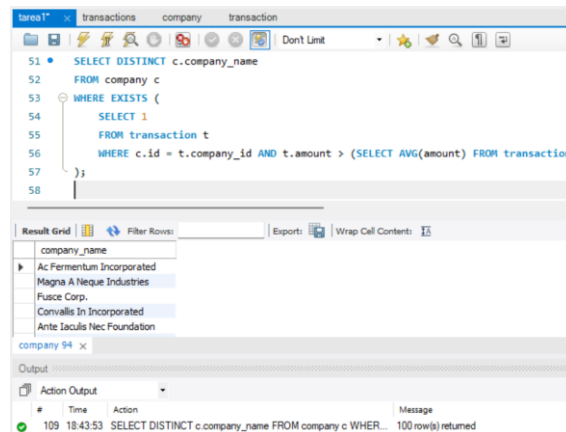 tarea1* × transactions company transaction
Don't Limit
51 SELECT DISTINCT c.company_name
52 FROM company c
53 WHERE EXISTS (
54 SELECT 1
55 FROM transaction t
56 WHERE c.id = t.company_id AND t.amount > (SELECT AVG(amount) FROM transaction
57 );
58
Result Grid Filter Rows: Export: Wrap Cell Content:
company_name
Ac Fermentum Incorporated
Magna A Neque Industries
Fusce Corp.
Convallis In Incorporated
Ante Iaculis Nec Foundation
company 94 ×
Output
Action Output
# Time Action Message
109 18:43:53 SELECT DISTINCT c.company_name FROM company c WHER... 100 row(s) returned